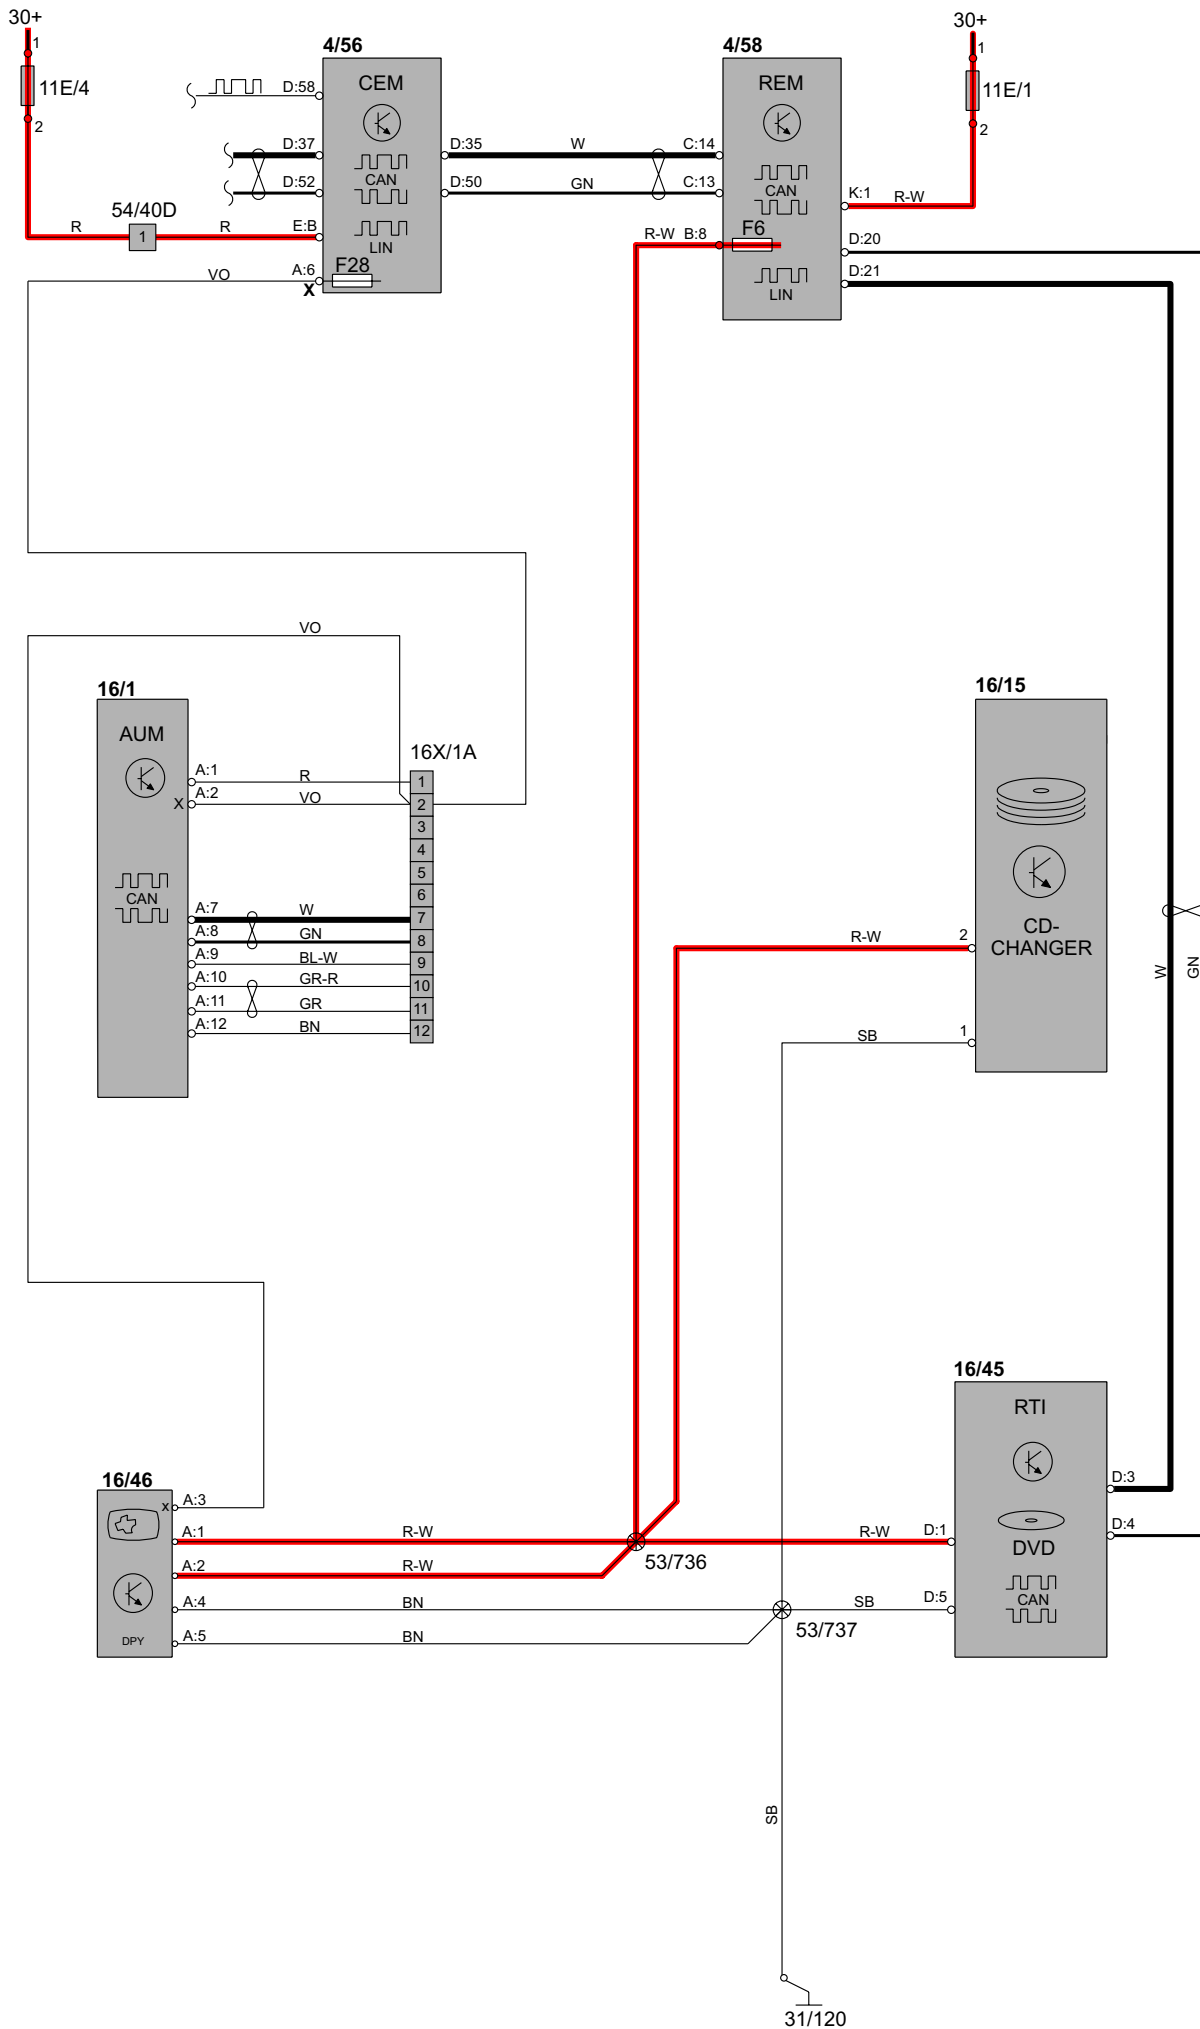 30+
1
11E/4
2
54/40D
R
1
R
4/56
CEM
D:58
D:37
D:52
E:B
VO
A:6
X
F28
CAN
LIN
D:35
W
C:14
D:50
GN
C:13
4/58
REM
CAN
R-W B:8
F6
LIN
30+
1
11E/1
2
K:1
R-W
D:20
D:21
VO
16/1
AUM
X
CAN
16X/1A
A:1 R 1
A:2 VO 2
3
4
5
6
A:7 W 7
A:8 GN 8
A:9 BL-W 9
A:10 GR-R 10
A:11 GR 11
A:12 BN 12
16/15
CD-
CHANGER
R-W 2
SB 1
W
GN
16/45
RTI
DVD
CAN
D:3
D:4
R-W D:1
SB D:5
16/46
X
DPY
A:3
A:1 R-W
A:2 R-W
A:4 BN
A:5 BN
53/736
53/737
SB
31/120